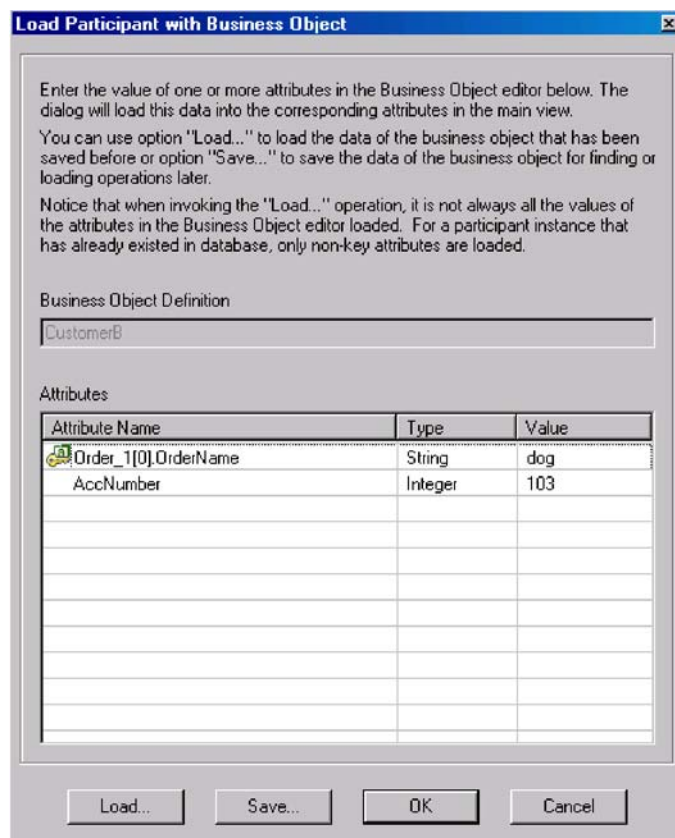 Load Participant with Business Object
Enter the value of one or more attributes in the Business Object editor below. The
dialog will load this data into the corresponding attributes in the main view.
You can use option "Load..." to load the data of the business object that has been
saved before or option "Save..." to save the data of the business object for finding or
loading operations later.
Notice that when invoking the "Load..." operation, it is not always all the values of
the attributes in the Business Object editor loaded. For a participant instance that
has already existed in database, only non-key attributes are loaded.
Business Object Definition
CustomerB
Attributes
Attribute Name Type Value
Order_1[0].OrderName String dog
AccNumber Integer 103
Load... Save... OK Cancel